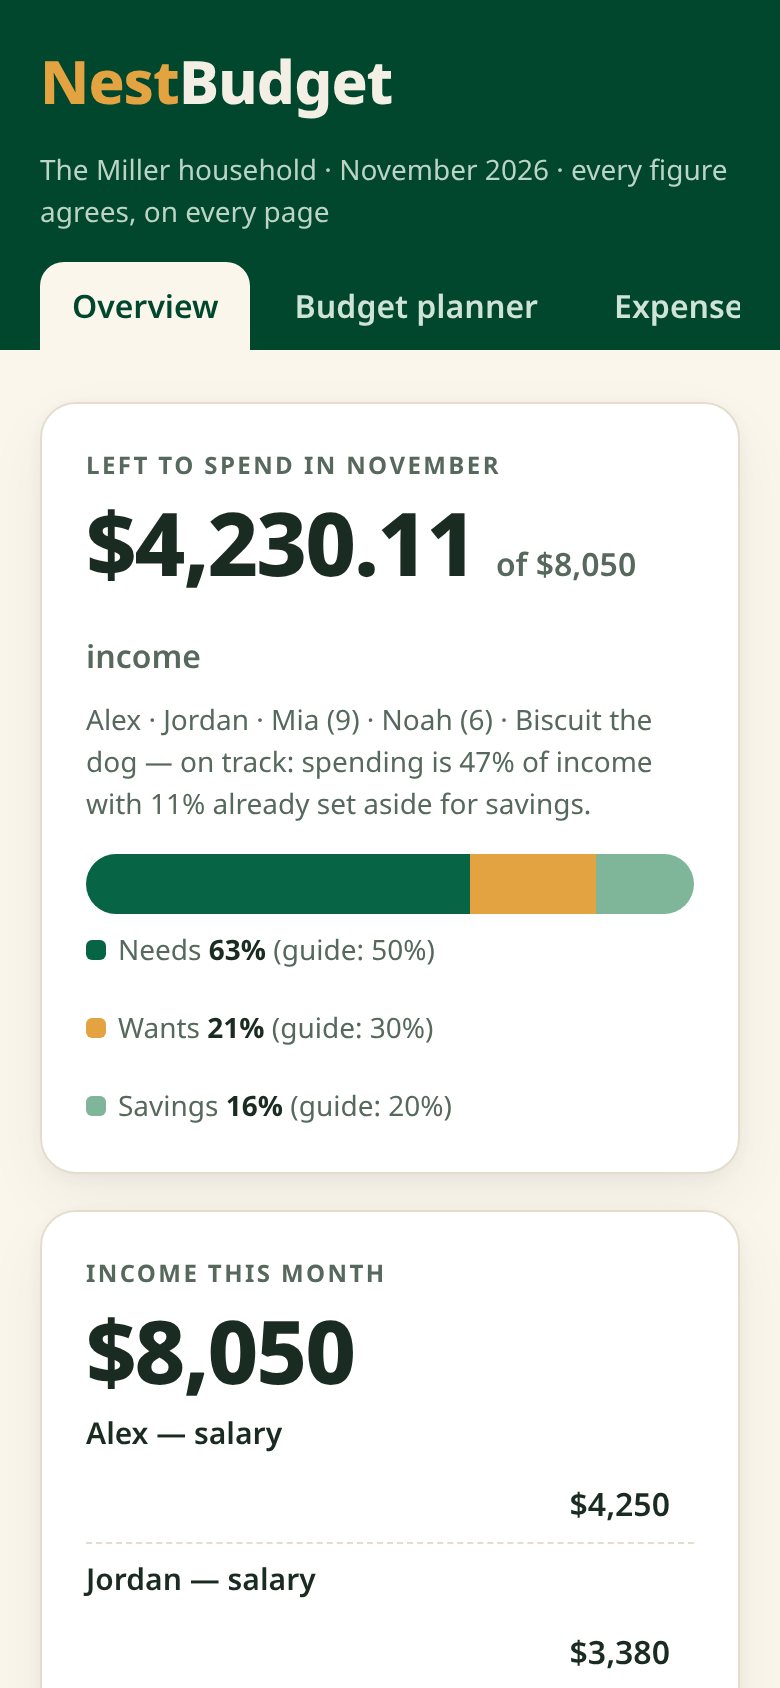 NestBudget
The Miller household · November 2026 · every figure
agrees, on every page
Overview
Budget planner
Expense
LEFT TO SPEND IN NOVEMBER
$4,230.11 of $8,050
income
Alex · Jordan · Mia (9) · Noah (6) · Biscuit the
dog — on track: spending is 47% of income
with 11% already set aside for savings.
Needs 63% (guide: 50%)
Wants 21% (guide: 30%)
Savings 16% (guide: 20%)
INCOME THIS MONTH
$8,050
Alex — salary
$4,250
Jordan — salary
$3,380